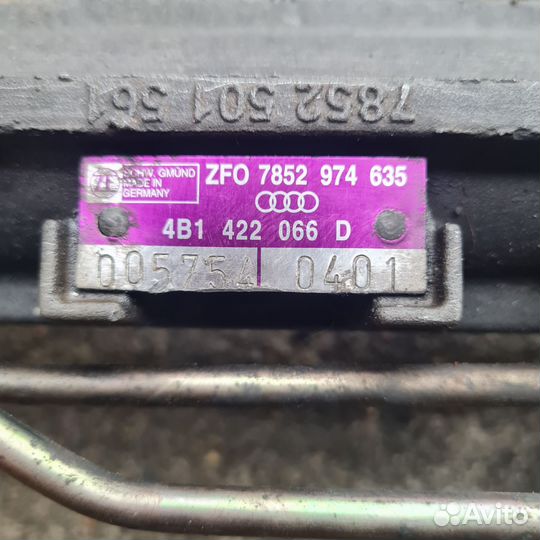 7852 501 561
ZF SCHW. GMÜND
MADE IN
GERMANY
ZFO 7852 974 635
4B1 422 066 D
005754 0401
Avito